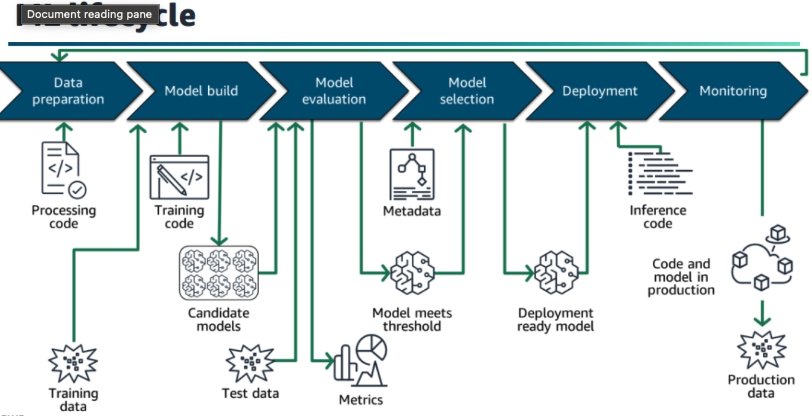 Document reading pane
lifecycle
Data
preparation
Model build
Model
evaluation
Model
selection
Deployment
Monitoring
Processing
code
Training
code
Metadata
Inference
code
Candidate
models
Model meets
threshold
Deployment
ready model
Code and
model in
production
Training
data
Test data
Metrics
Production
data